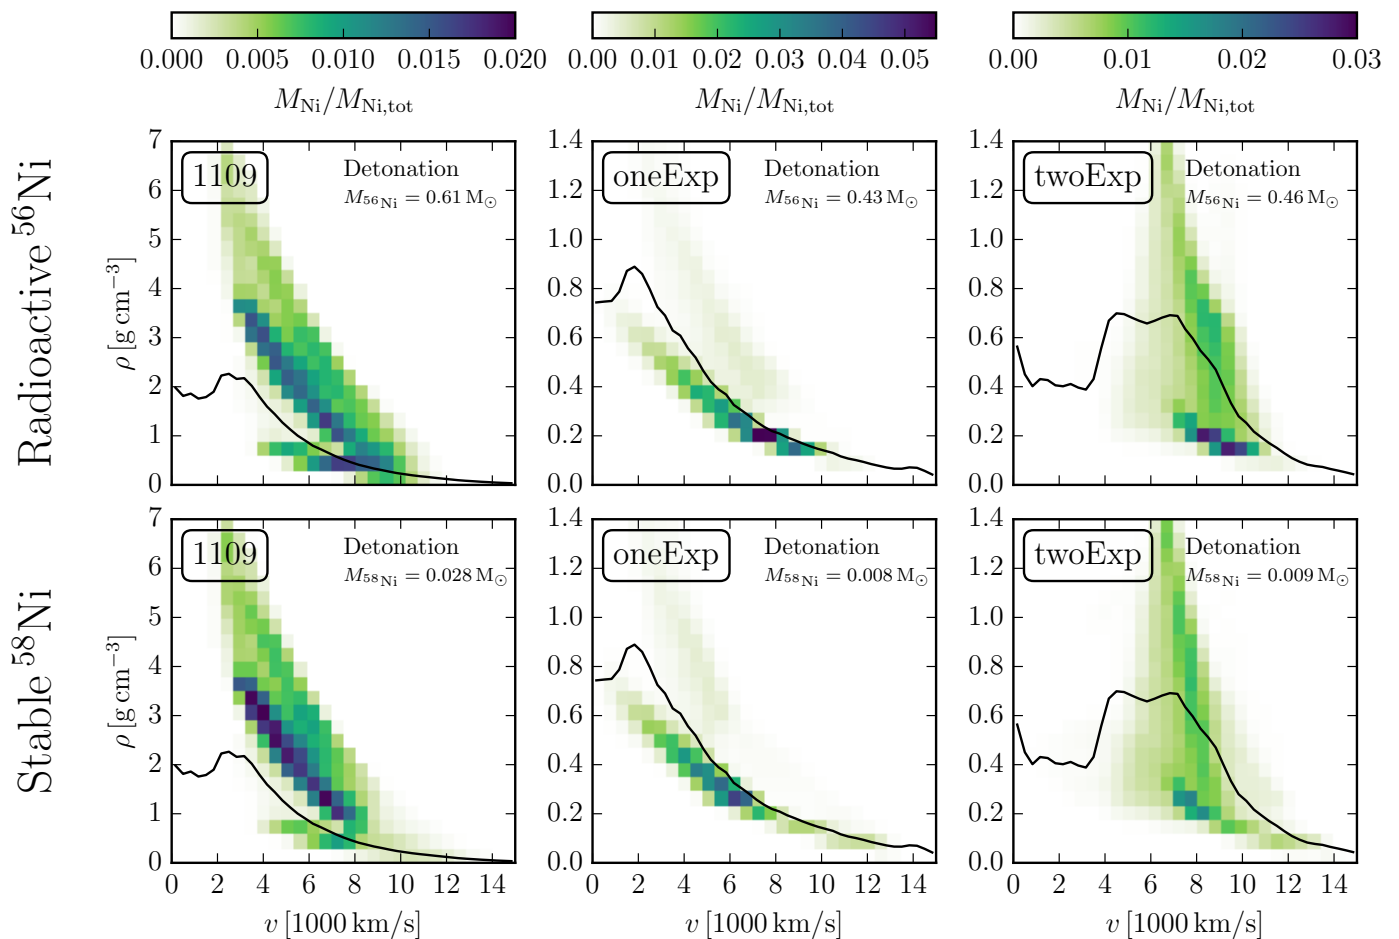 0.000 0.005 0.010 0.015 0.020
M_Ni/M_Ni,tot
0.00 0.01 0.02 0.03 0.04 0.05
M_Ni/M_Ni,tot
0.00 0.01 0.02 0.03
M_Ni/M_Ni,tot
Radioactive ⁵⁶Ni
ρ [g cm⁻³]
7
6
5
4
3
2
1
0
1109
Detonation
M₅₆Ni = 0.61 M⊙
1.4
1.2
1.0
0.8
0.6
0.4
0.2
0.0
oneExp
Detonation
M₅₆Ni = 0.43 M⊙
1.4
1.2
1.0
0.8
0.6
0.4
0.2
0.0
twoExp
Detonation
M₅₆Ni = 0.46 M⊙
Stable ⁵⁸Ni
ρ [g cm⁻³]
7
6
5
4
3
2
1
0
1109
Detonation
M₅₈Ni = 0.028 M⊙
0 2 4 6 8 10 12 14
v [1000 km/s]
1.4
1.2
1.0
0.8
0.6
0.4
0.2
0.0
oneExp
Detonation
M₅₈Ni = 0.008 M⊙
0 2 4 6 8 10 12 14
v [1000 km/s]
1.4
1.2
1.0
0.8
0.6
0.4
0.2
0.0
twoExp
Detonation
M₅₈Ni = 0.009 M⊙
0 2 4 6 8 10 12 14
v [1000 km/s]